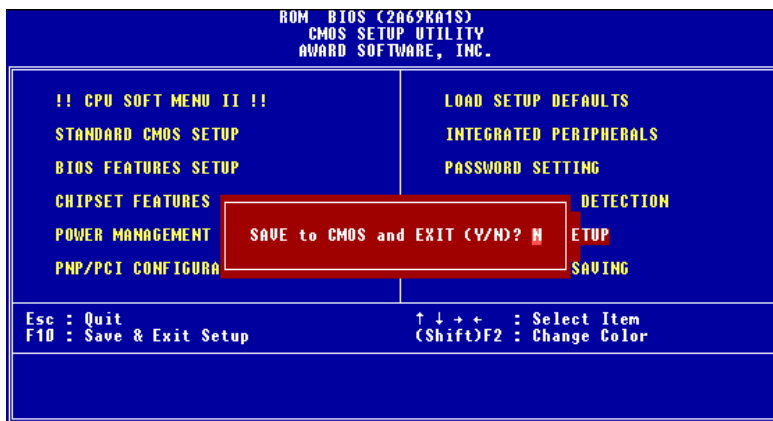 ROM BIOS (2A69KA1S)
CMOS SETUP UTILITY
AWARD SOFTWARE, INC.
!! CPU SOFT MENU II !!
STANDARD CMOS SETUP
BIOS FEATURES SETUP
CHIPSET FEATURES
POWER MANAGEMENT
PNP/PCI CONFIGURA
LOAD SETUP DEFAULTS
INTEGRATED PERIPHERALS
PASSWORD SETTING
DETECTION
ETUP
SAVING
SAVE to CMOS and EXIT (Y/N)? N
Esc : Quit
F10 : Save & Exit Setup
↑ ↓ → ← : Select Item
(Shift)F2 : Change Color